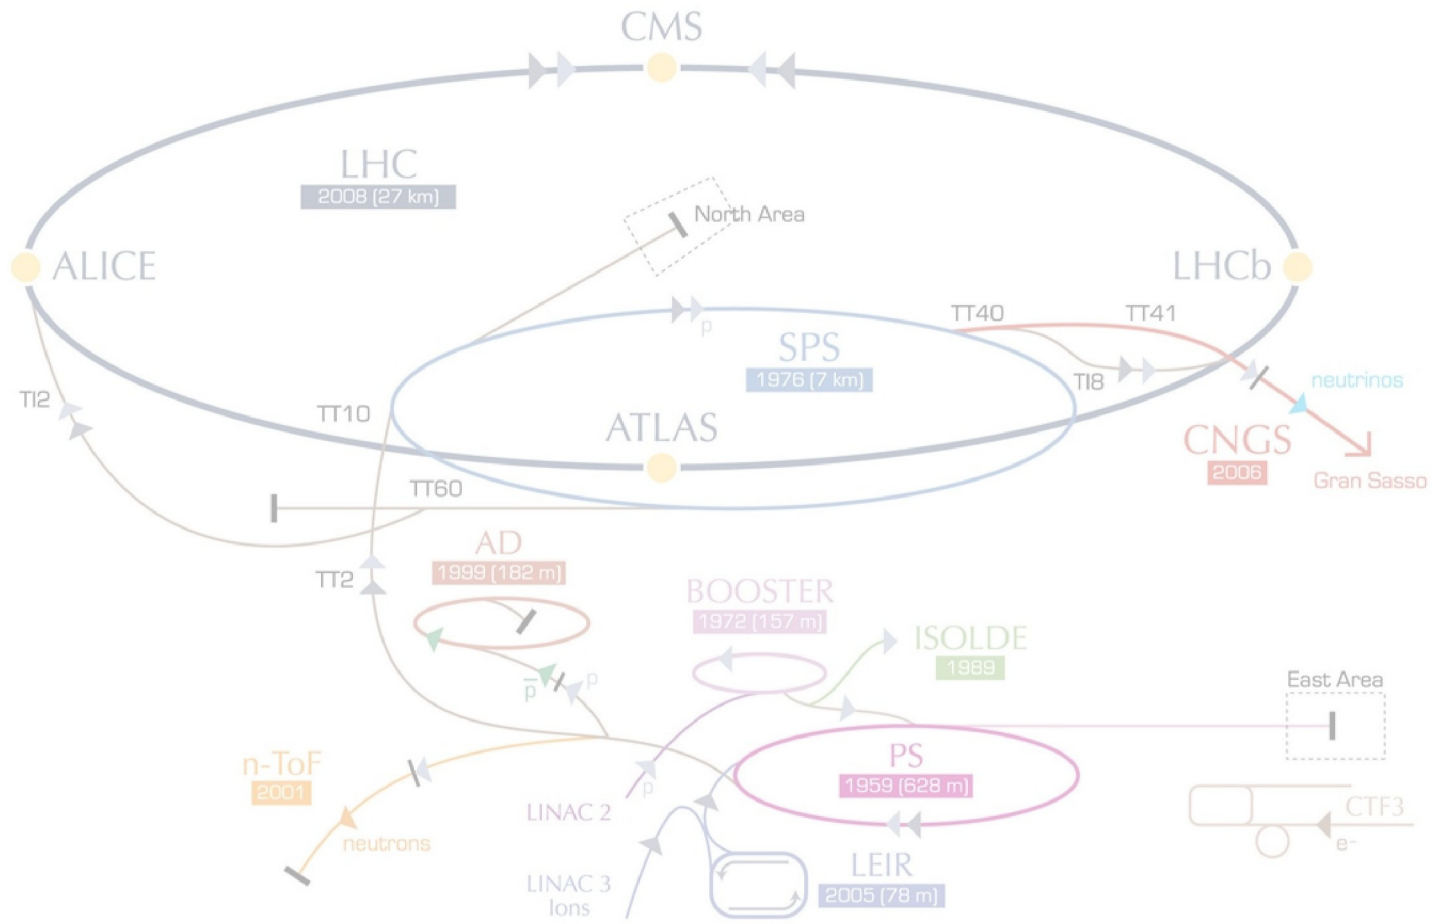 CMS
LHC
2008 (27 km)
North Area
ALICE
LHCb
TT40
TT41
p
SPS
1976 (7 km)
TI8
neutrinos
TI2
TT10
ATLAS
CNGS
2006
Gran Sasso
TT60
AD
1999 (182 m)
TT2
BOOSTER
1972 (157 m)
ISOLDE
1989
p
p
East Area
n-ToF
2001
PS
1959 (628 m)
p
LINAC 2
CTF3
neutrons
e-
LEIR
2005 (78 m)
LINAC 3
Ions